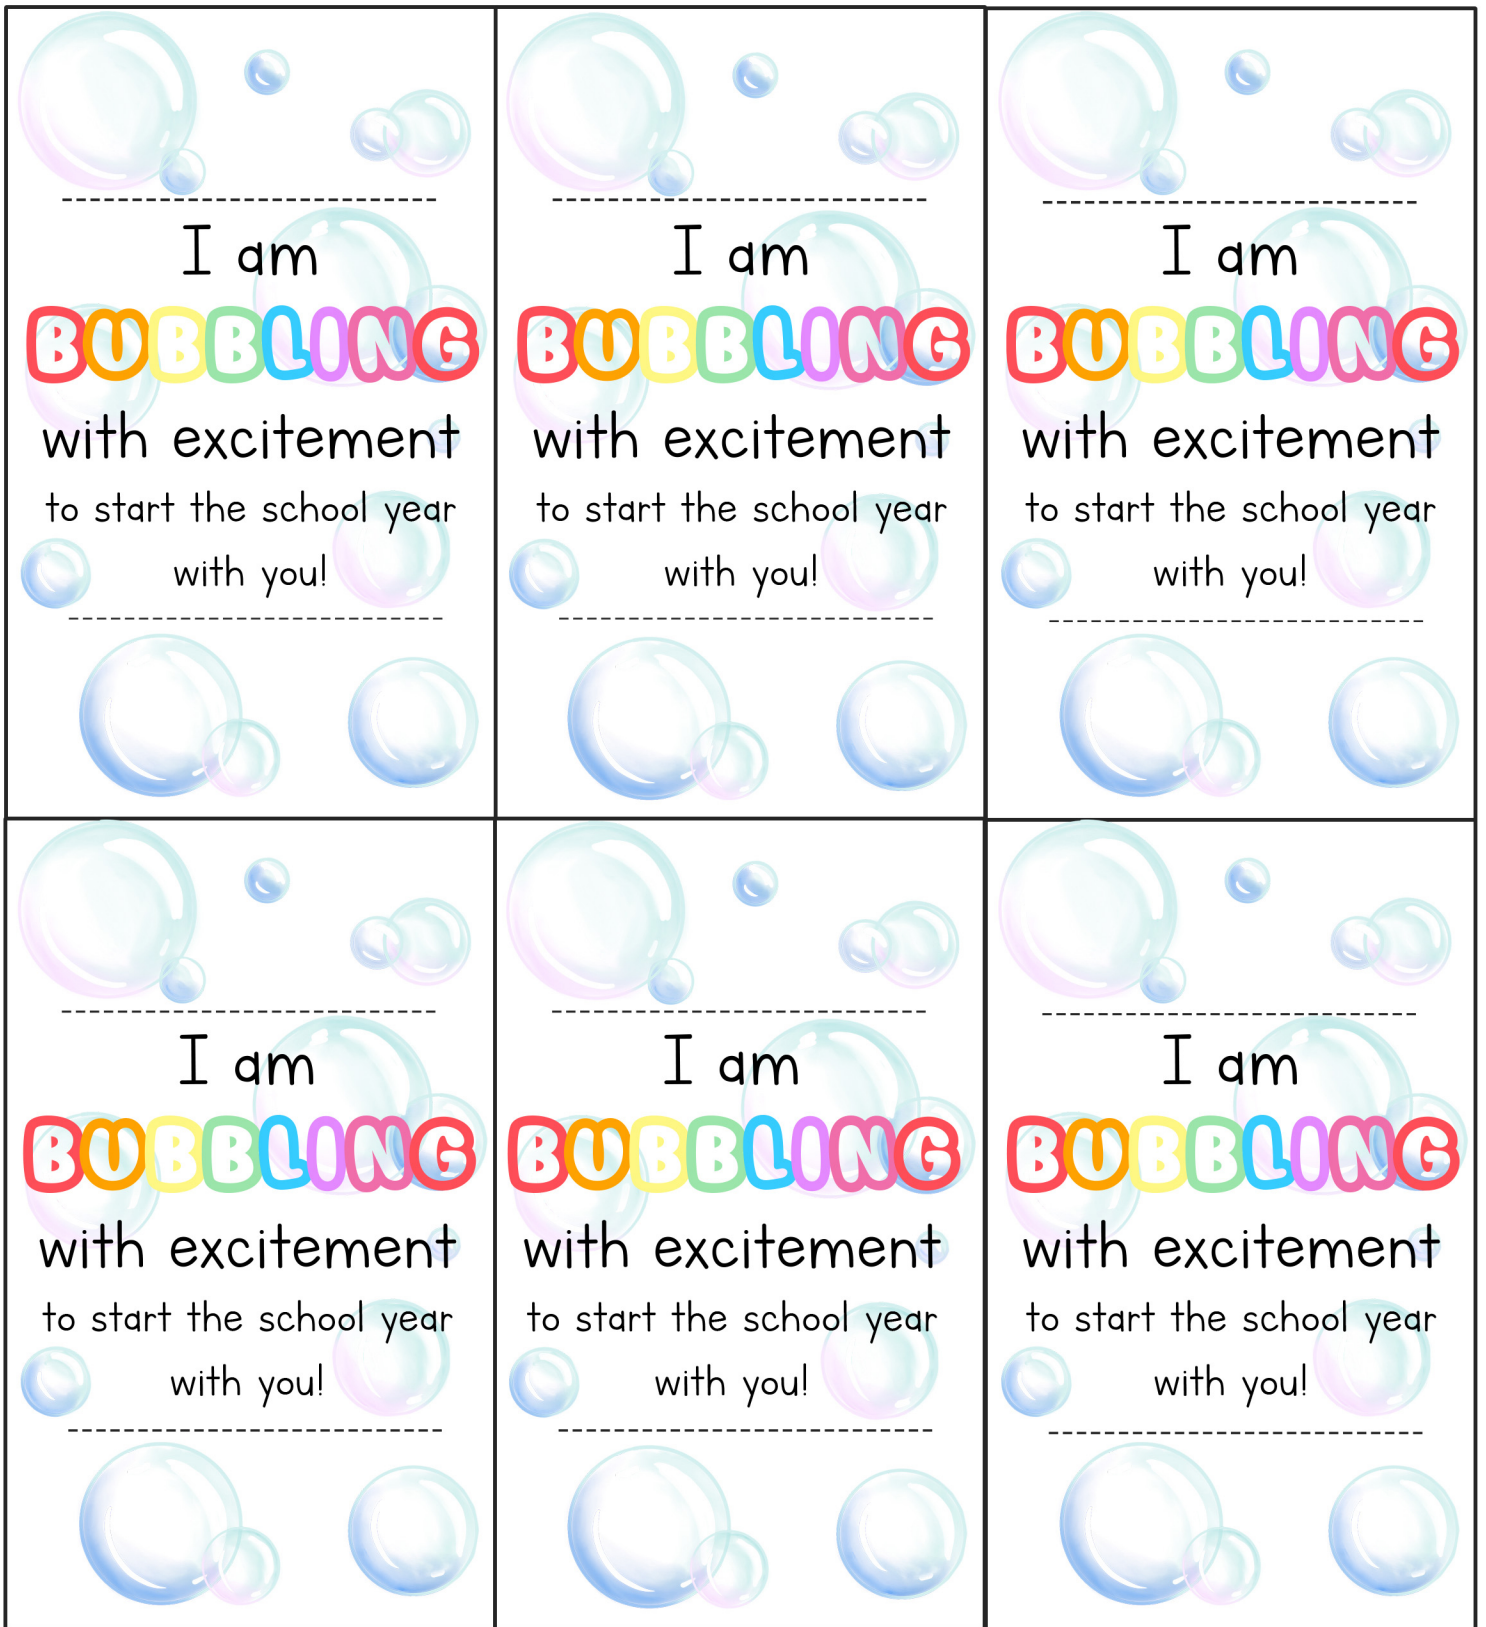 I am
BUBBLING
with excitement
to start the school year
with you!
I am
BUBBLING
with excitement
to start the school year
with you!
I am
BUBBLING
with excitement
to start the school year
with you!
I am
BUBBLING
with excitement
to start the school year
with you!
I am
BUBBLING
with excitement
to start the school year
with you!
I am
BUBBLING
with excitement
to start the school year
with you!